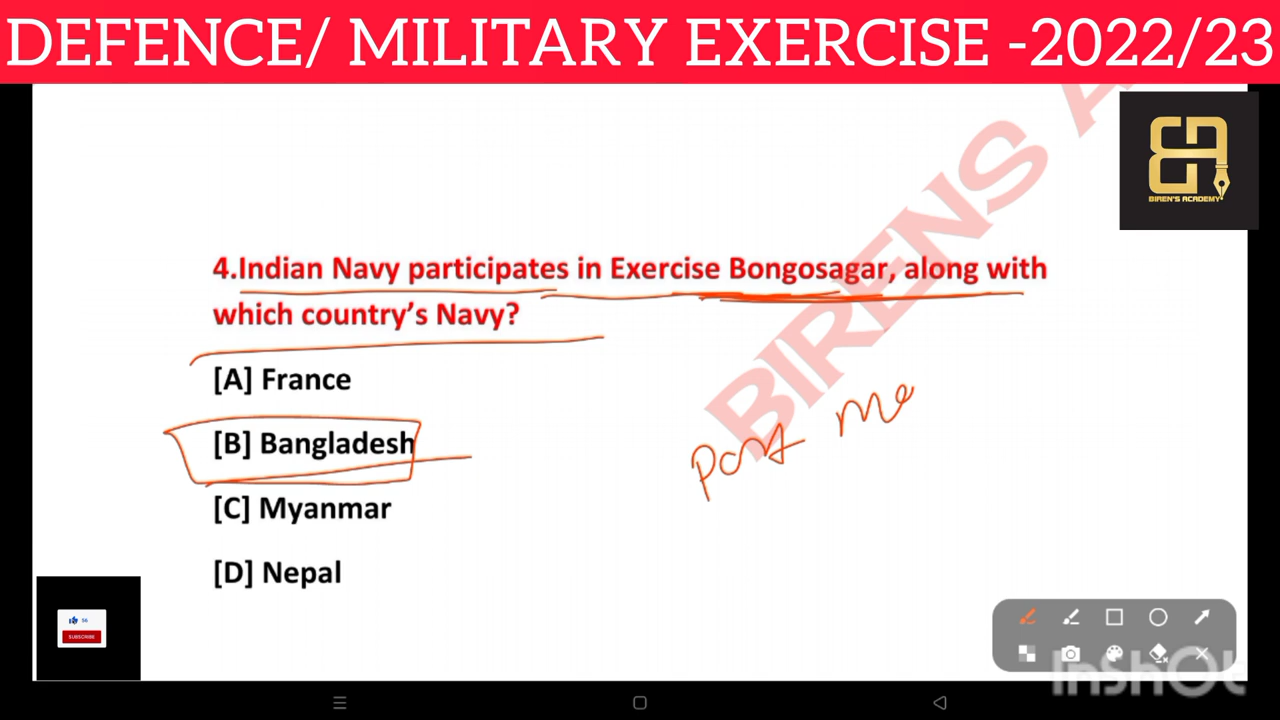 DEFENCE/ MILITARY EXERCISE -2022/23
BIRENS A
BIREN'S ACADEMY
4.Indian Navy participates in Exercise Bongosagar, along with
which country's Navy?
[A] France
[B] Bangladesh
[C] Myanmar
[D] Nepal
56
SUBSCRIBE
InShOt